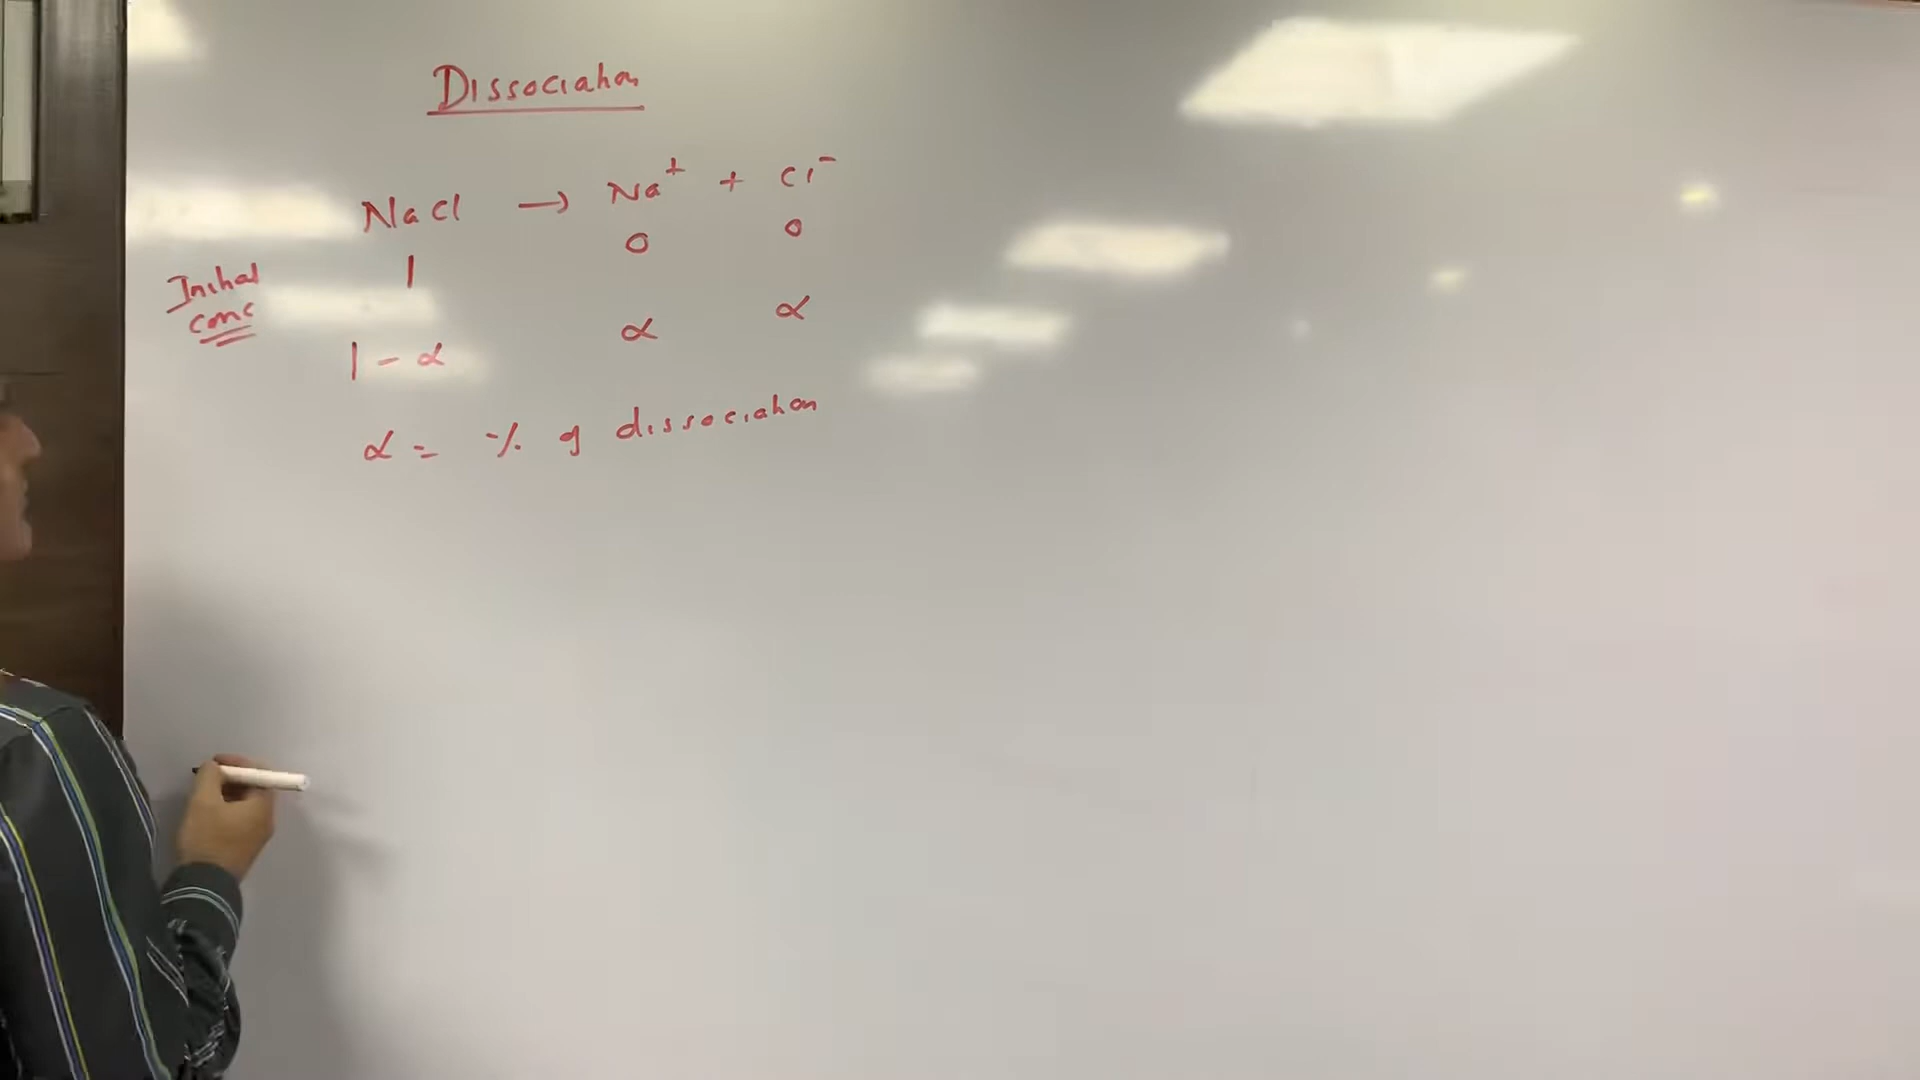 Dissociation
NaCl → Na⁺ + Cl⁻
Initial conc 1 0 0
1 - α α α
α = % of dissociation